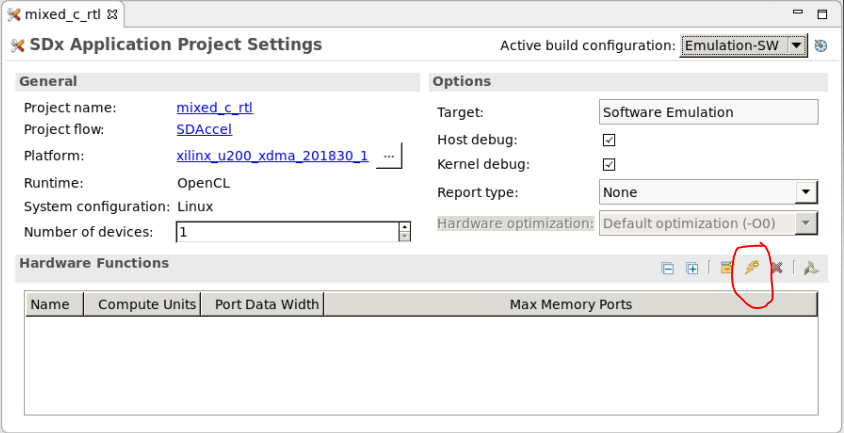 mixed_c_rtl
SDx Application Project Settings
Active build configuration: Emulation-SW
General
Options
Project name: mixed_c_rtl
Target: Software Emulation
Project flow: SDAccel
Host debug:
Platform: xilinx_u200_xdma_201830_1 ...
Kernel debug:
Runtime: OpenCL
Report type: None
System configuration: Linux
Hardware optimization: Default optimization (-O0)
Number of devices: 1
Hardware Functions
Name Compute Units Port Data Width Max Memory Ports